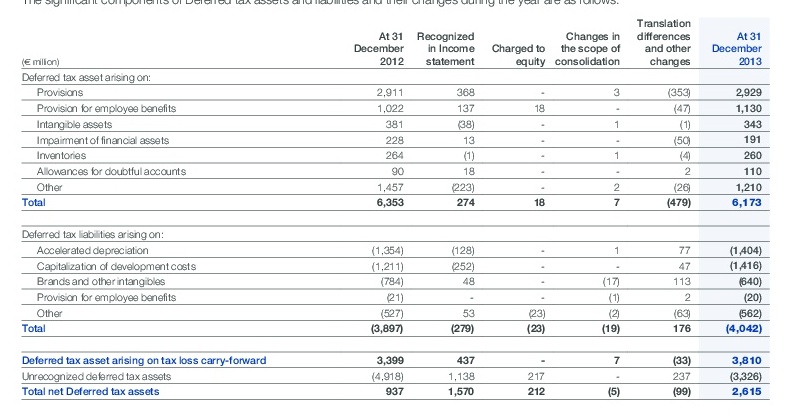 The significant components of Deferred tax assets and liabilities and their changes during the year are as follows:
(€ million) At 31 December 2012 Recognized in Income statement Charged to equity Changes in the scope of consolidation Translation differences and other changes At 31 December 2013
Deferred tax asset arising on:
Provisions 2,911 368 - 3 (353) 2,929
Provision for employee benefits 1,022 137 18 - (47) 1,130
Intangible assets 381 (38) - 1 (1) 343
Impairment of financial assets 228 13 - - (50) 191
Inventories 264 (1) - 1 (4) 260
Allowances for doubtful accounts 90 18 - - 2 110
Other 1,457 (223) - 2 (26) 1,210
Total 6,353 274 18 7 (479) 6,173
Deferred tax liabilities arising on:
Accelerated depreciation (1,354) (128) - 1 77 (1,404)
Capitalization of development costs (1,211) (252) - - 47 (1,416)
Brands and other intangibles (784) 48 - (17) 113 (640)
Provision for employee benefits (21) - - (1) 2 (20)
Other (527) 53 (23) (2) (63) (562)
Total (3,897) (279) (23) (19) 176 (4,042)
Deferred tax asset arising on tax loss carry-forward 3,399 437 - 7 (33) 3,810
Unrecognized deferred tax assets (4,918) 1,138 217 - 237 (3,326)
Total net Deferred tax assets 937 1,570 212 (5) (99) 2,615